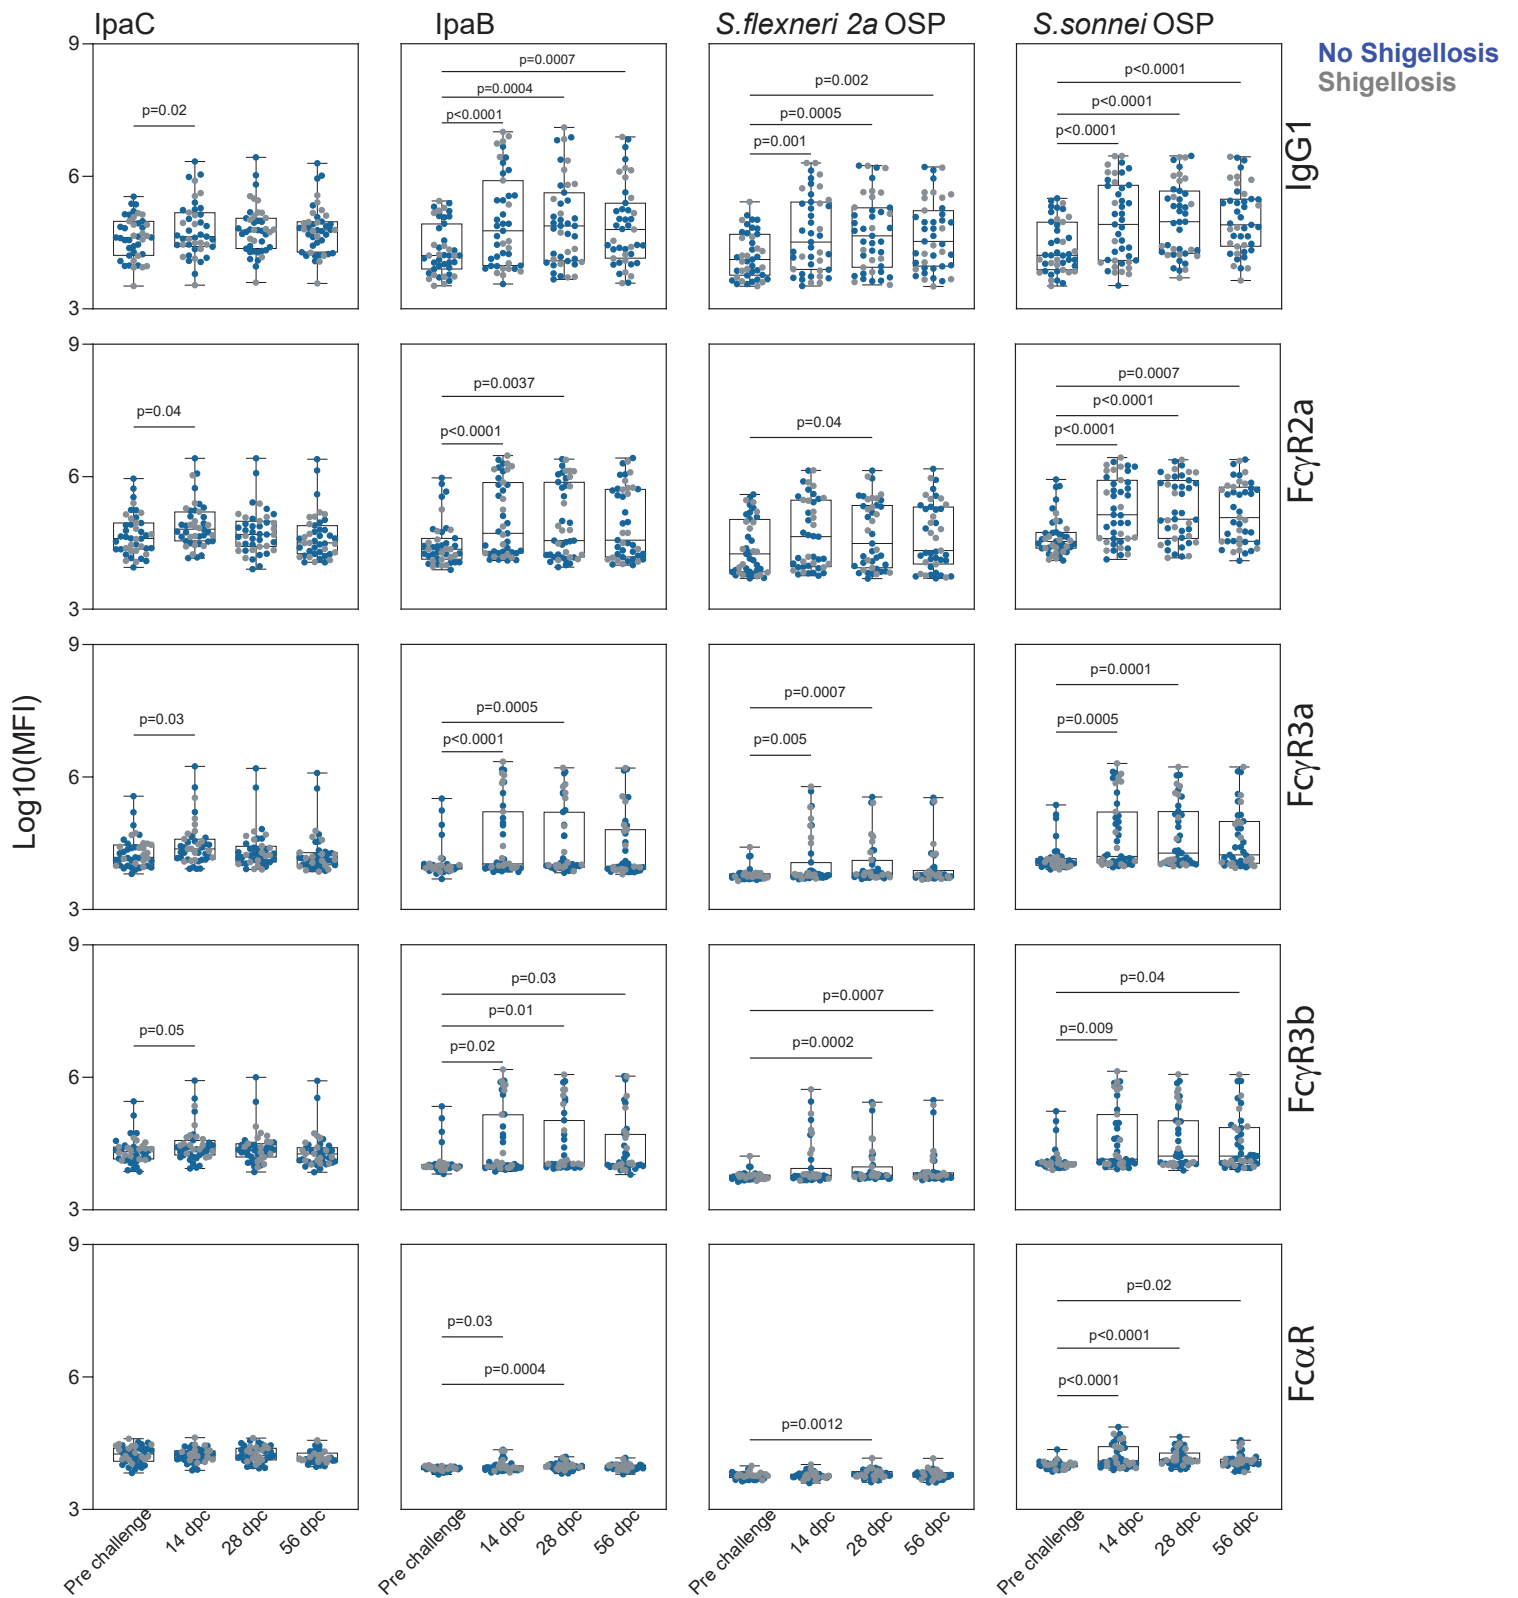 IpaC
IpaB
S.flexneri 2a OSP
S.sonnei OSP
No Shigellosis
Shigellosis
Log10(MFI)
9
6
3
p=0.02
p=0.0007
p=0.0004
p<0.0001
p=0.002
p=0.0005
p=0.001
p<0.0001
p<0.0001
p<0.0001
IgG1
9
6
3
p=0.04
p=0.0037
p<0.0001
p=0.04
p=0.0007
p<0.0001
p<0.0001
FcγR2a
9
6
3
p=0.03
p=0.0005
p<0.0001
p=0.0007
p=0.005
p=0.0001
p=0.0005
FcγR3a
9
6
3
p=0.05
p=0.03
p=0.01
p=0.02
p=0.0007
p=0.0002
p=0.04
p=0.009
FcγR3b
9
6
3
p=0.03
p=0.0004
p=0.0012
p=0.02
p<0.0001
p<0.0001
FcαR
Pre challenge
14 dpc
28 dpc
56 dpc
Pre challenge
14 dpc
28 dpc
56 dpc
Pre challenge
14 dpc
28 dpc
56 dpc
Pre challenge
14 dpc
28 dpc
56 dpc